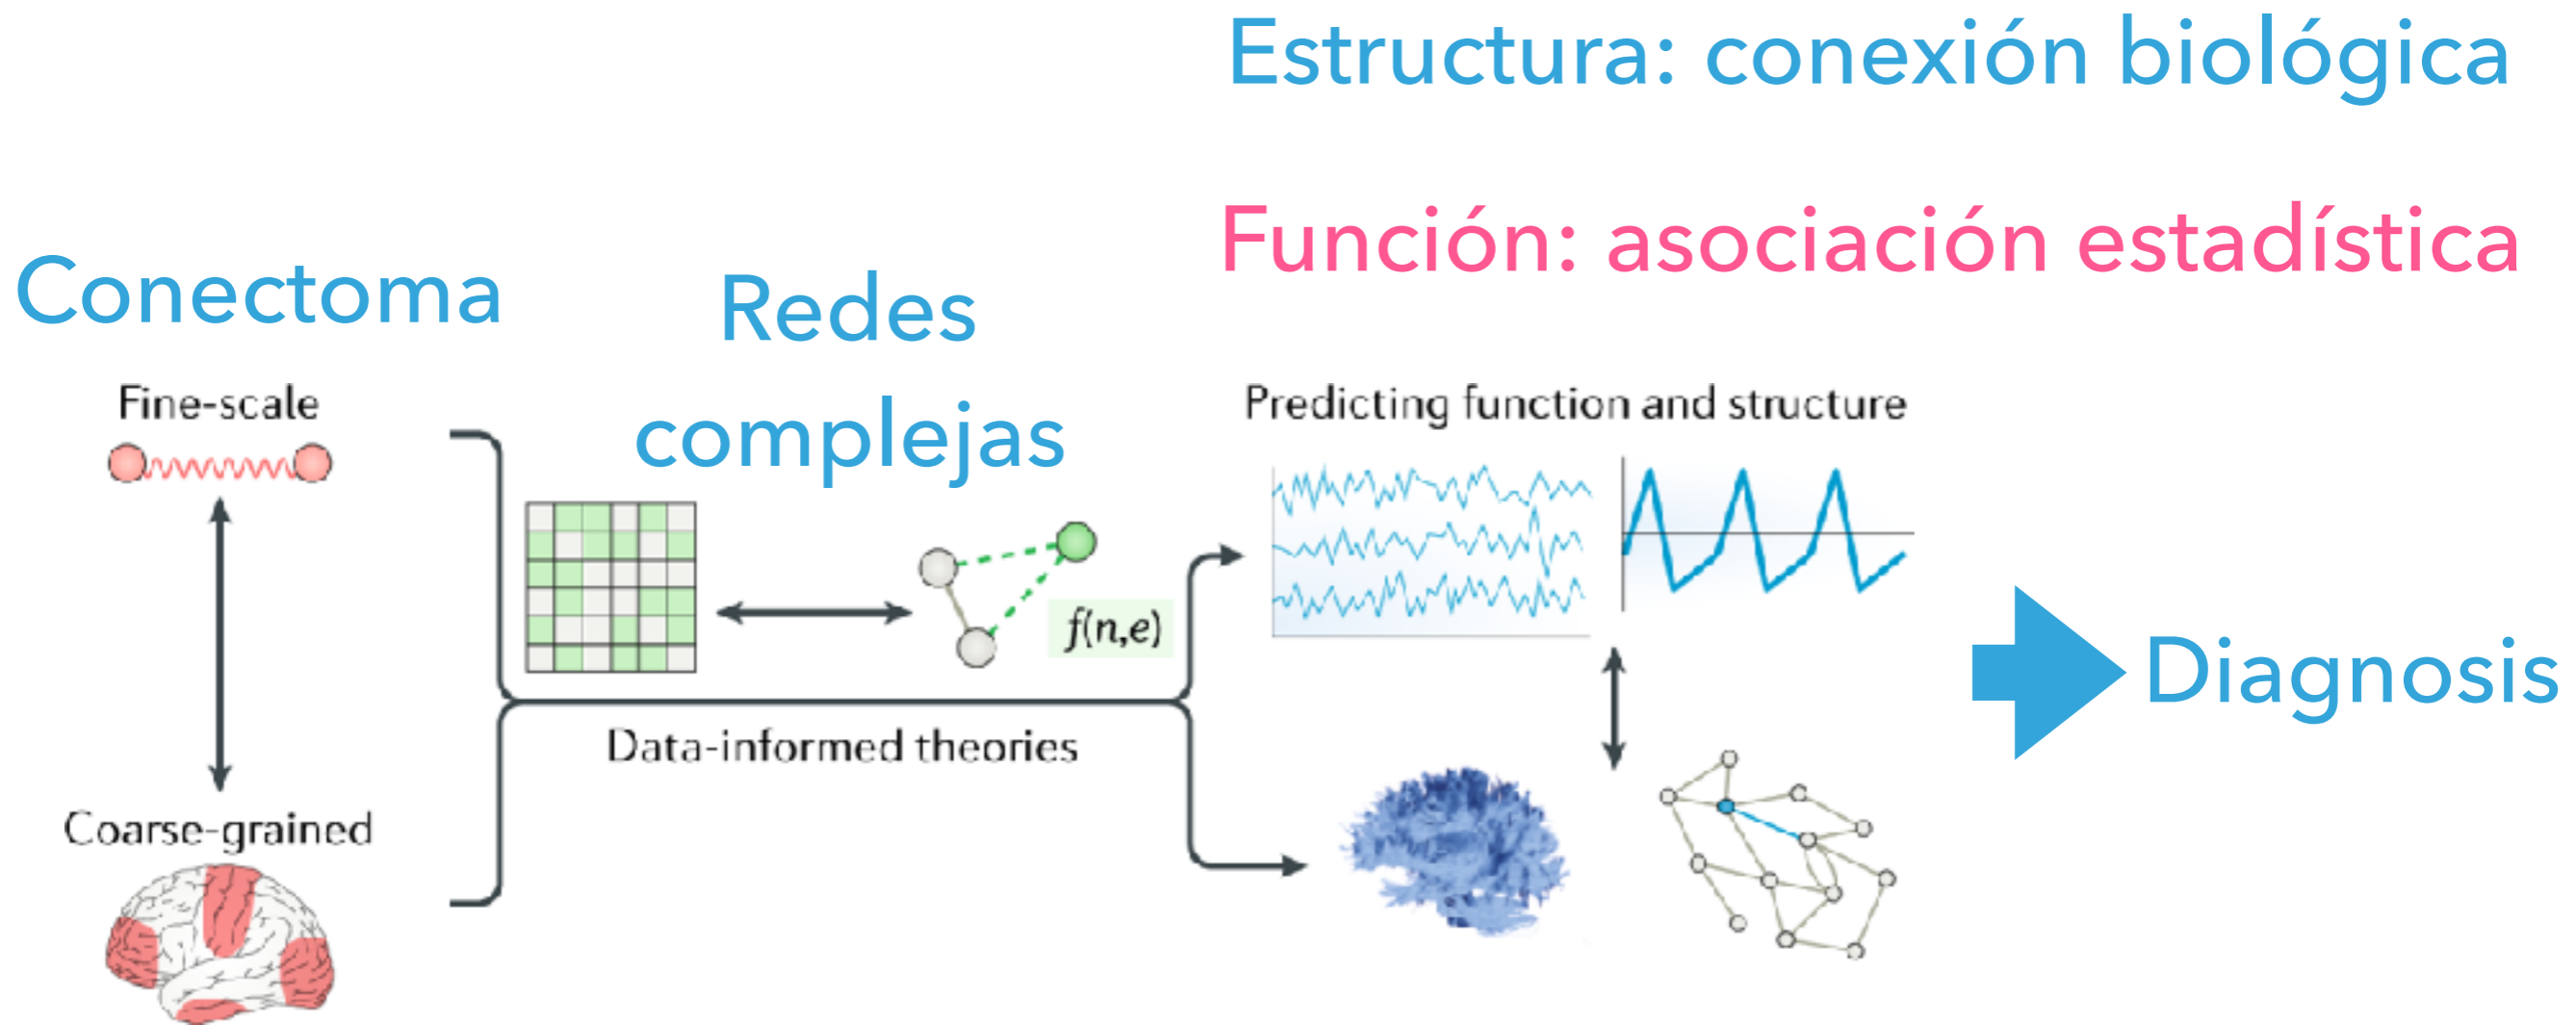 Estructura: conexión biológica
Función: asociación estadística
Conectoma
Redes
complejas
Fine-scale
Predicting function and structure
f(n,e)
Data-informed theories
Diagnosis
Coarse-grained